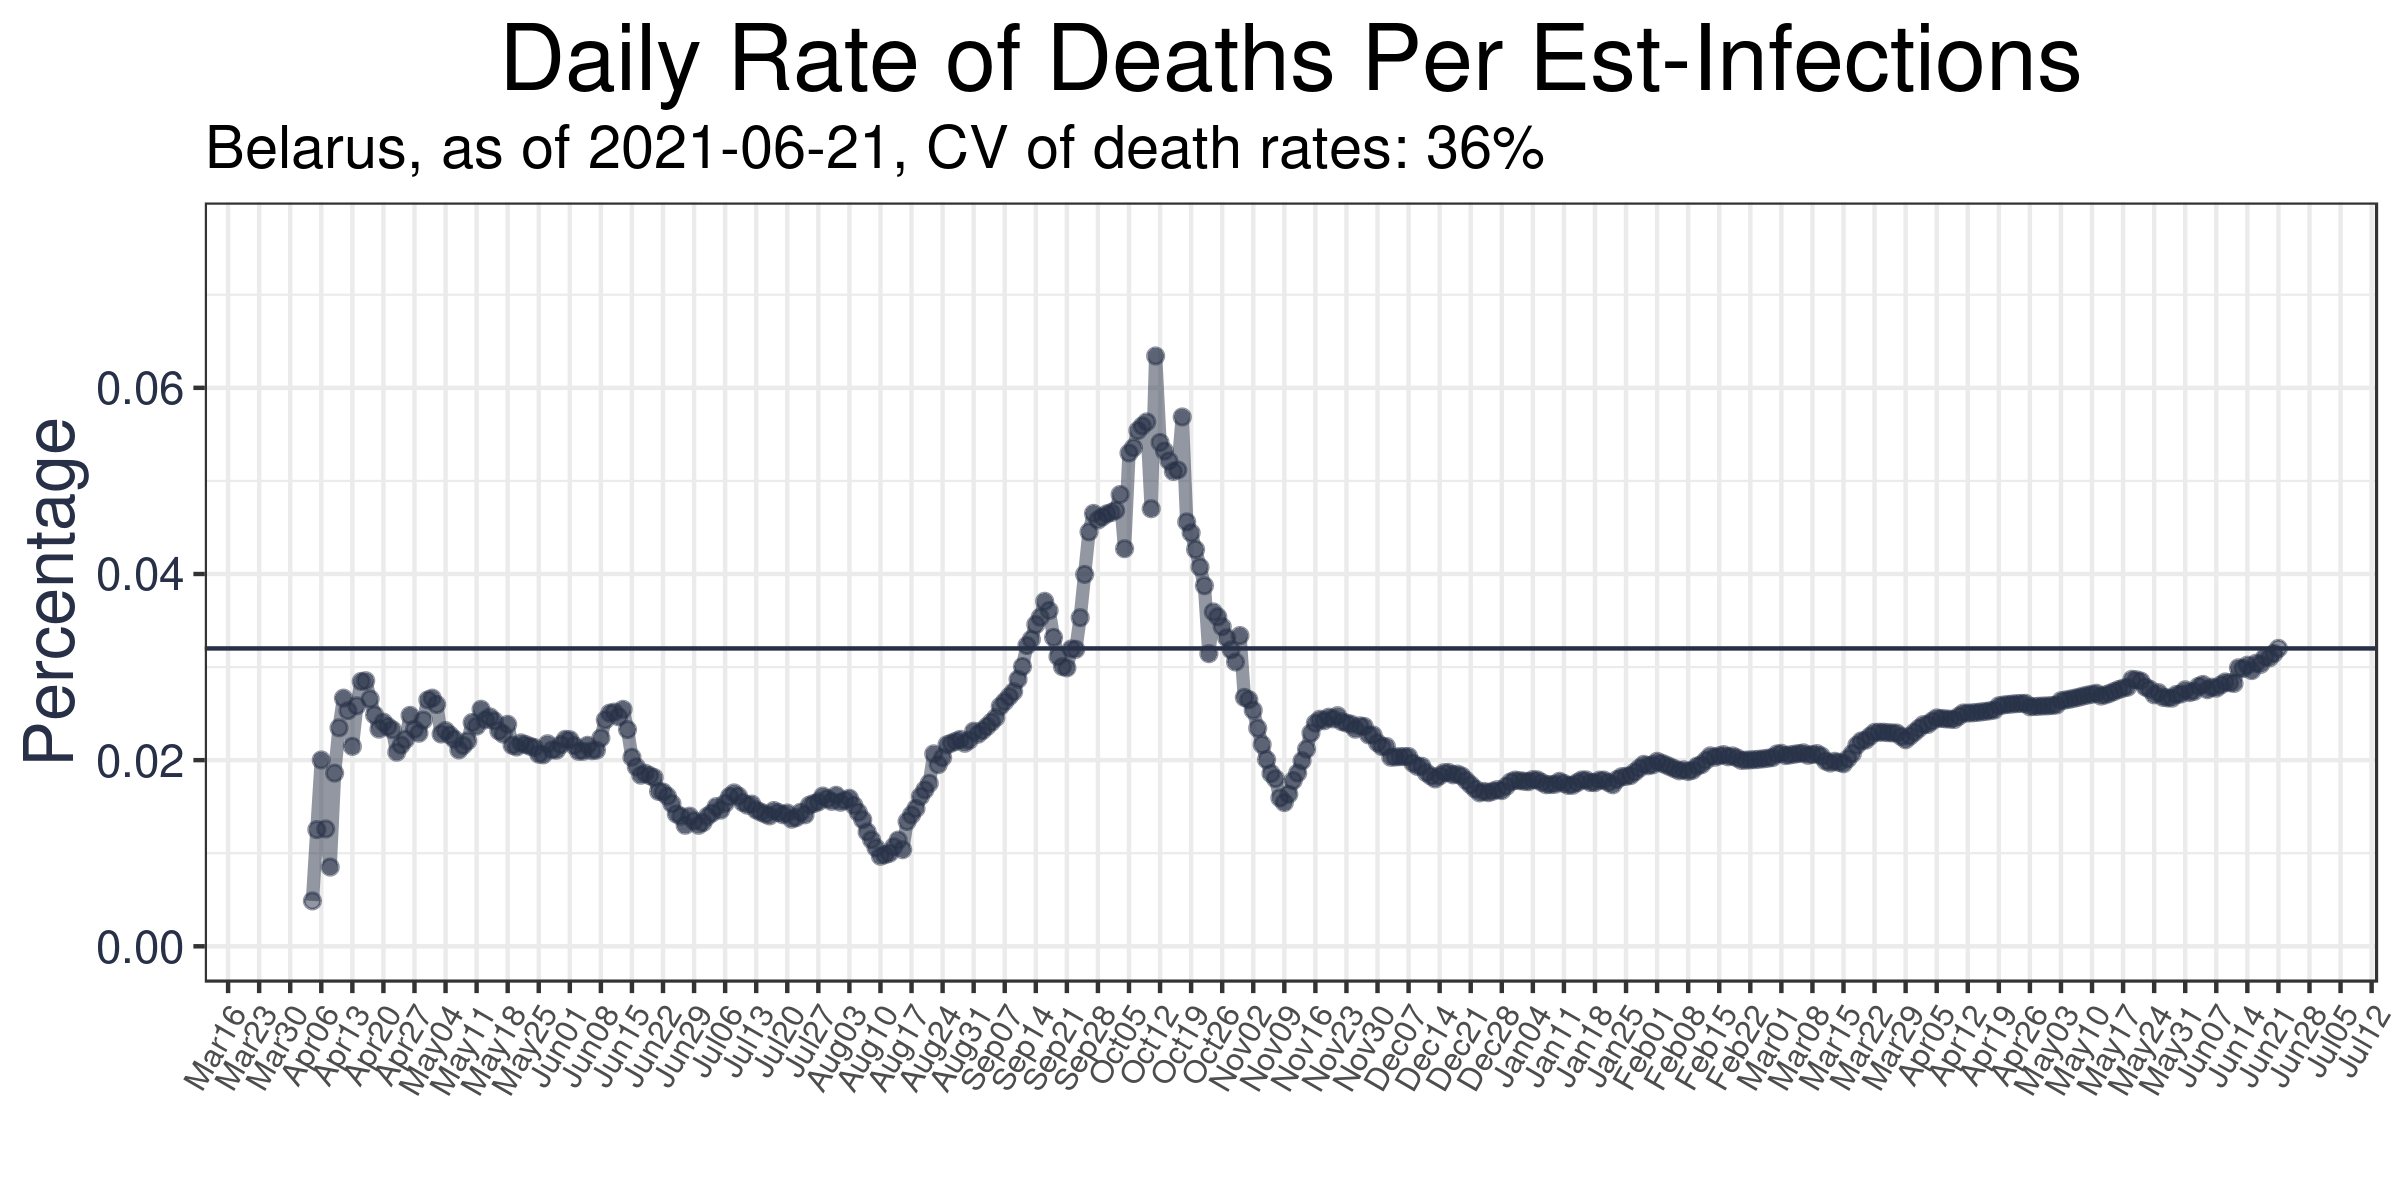 Daily Rate of Deaths Per Est-Infections
Belarus, as of 2021-06-21, CV of death rates: 36%
Percentage
0.06
0.04
0.02
0.00
Mar16
Mar23
Mar30
Apr06
Apr13
Apr20
Apr27
May04
May11
May18
May25
Jun01
Jun08
Jun15
Jun22
Jun29
Jul06
Jul13
Jul20
Jul27
Aug03
Aug10
Aug17
Aug24
Aug31
Sep07
Sep14
Sep21
Sep28
Oct05
Oct12
Oct19
Oct26
Nov02
Nov09
Nov16
Nov23
Nov30
Dec07
Dec14
Dec21
Dec28
Jan04
Jan11
Jan18
Jan25
Feb01
Feb08
Feb15
Feb22
Mar01
Mar08
Mar15
Mar22
Mar29
Apr05
Apr12
Apr19
Apr26
May03
May10
May17
May24
May31
Jun07
Jun14
Jun21
Jun28
Jul05
Jul12